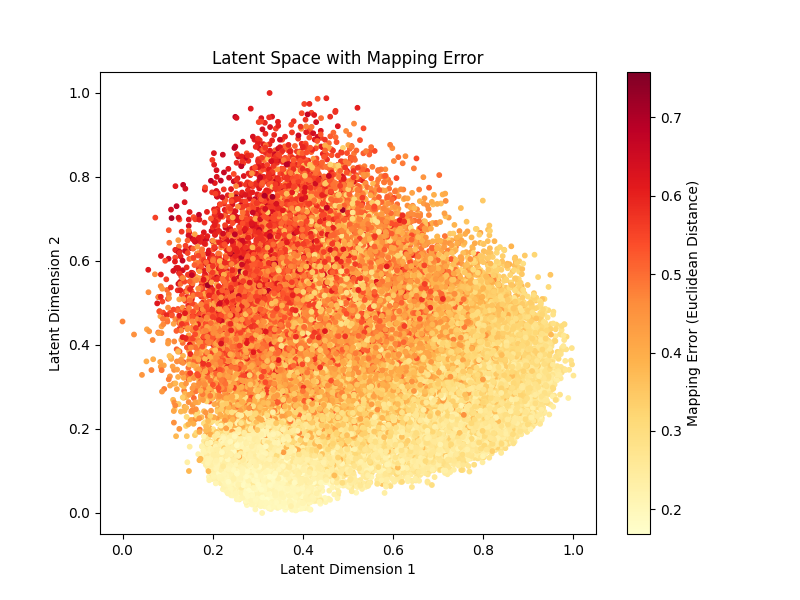 Latent Space with Mapping Error
1.0
0.8
0.6
0.4
0.2
0.0
Latent Dimension 2
0.0 0.2 0.4 0.6 0.8 1.0
Latent Dimension 1
0.7
0.6
0.5
0.4
0.3
0.2
Mapping Error (Euclidean Distance)